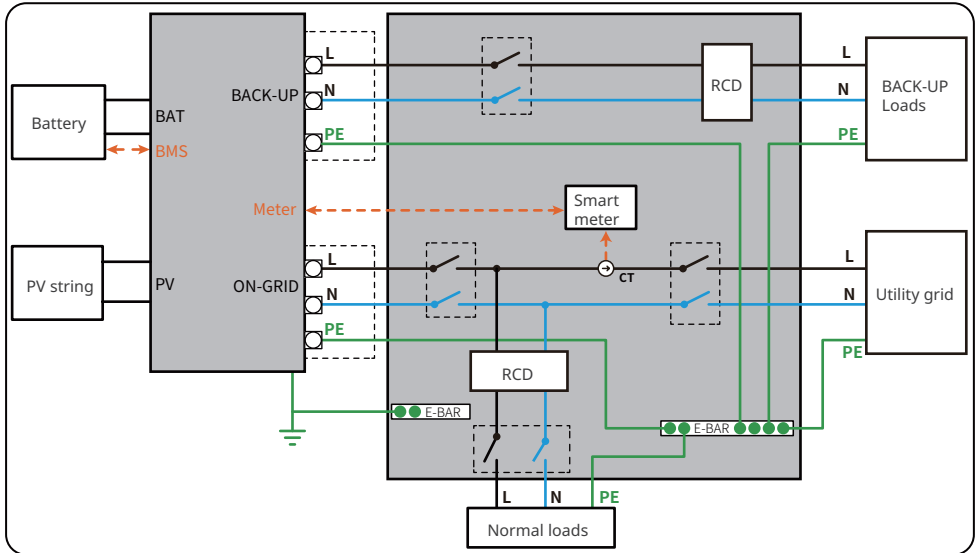 L
N
PE
BACK-UP
Battery
BAT
BMS
RCD
L
N
PE
BACK-UP
Loads
Meter
Smart
meter
PV string
PV
L
ON-GRID
N
PE
CT
L
N
PE
Utility grid
RCD
E-BAR
E-BAR
L
N
PE
Normal loads